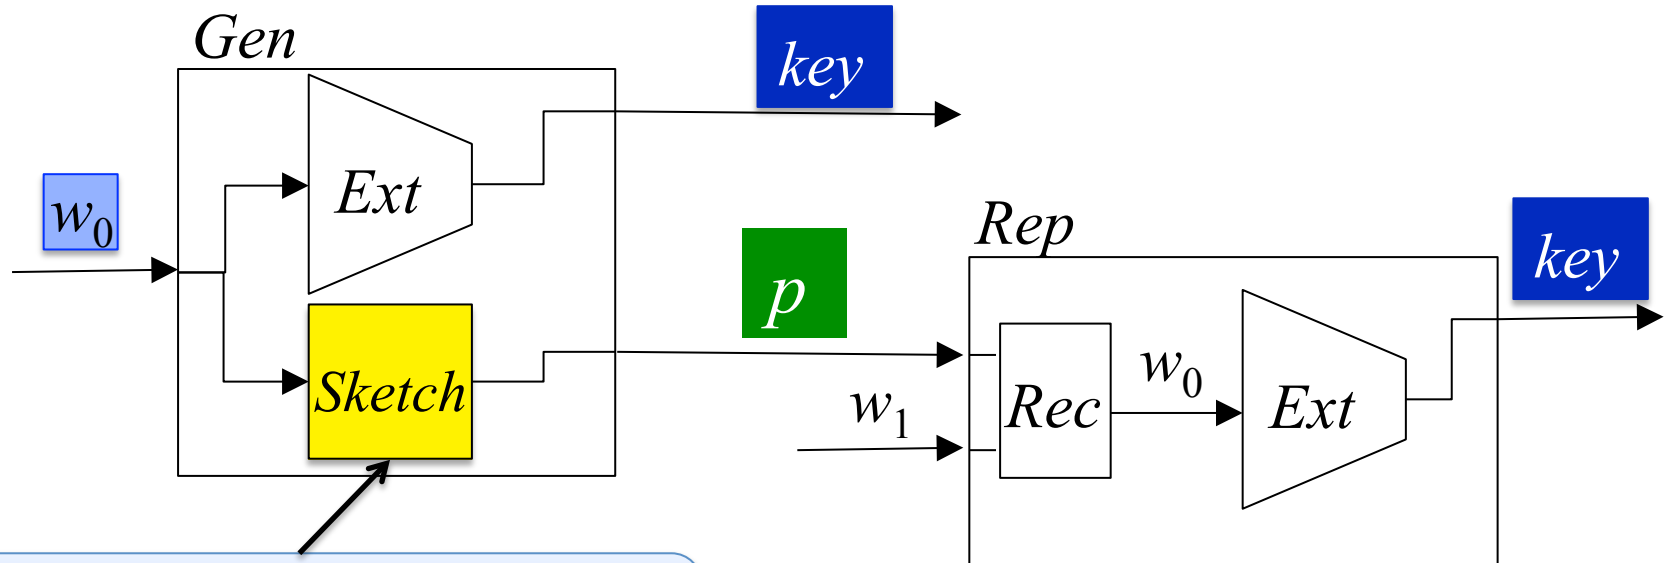 Gen
key
w₀
Ext
Sketch
p
w₁
Rep
Rec
w₀
Ext
key